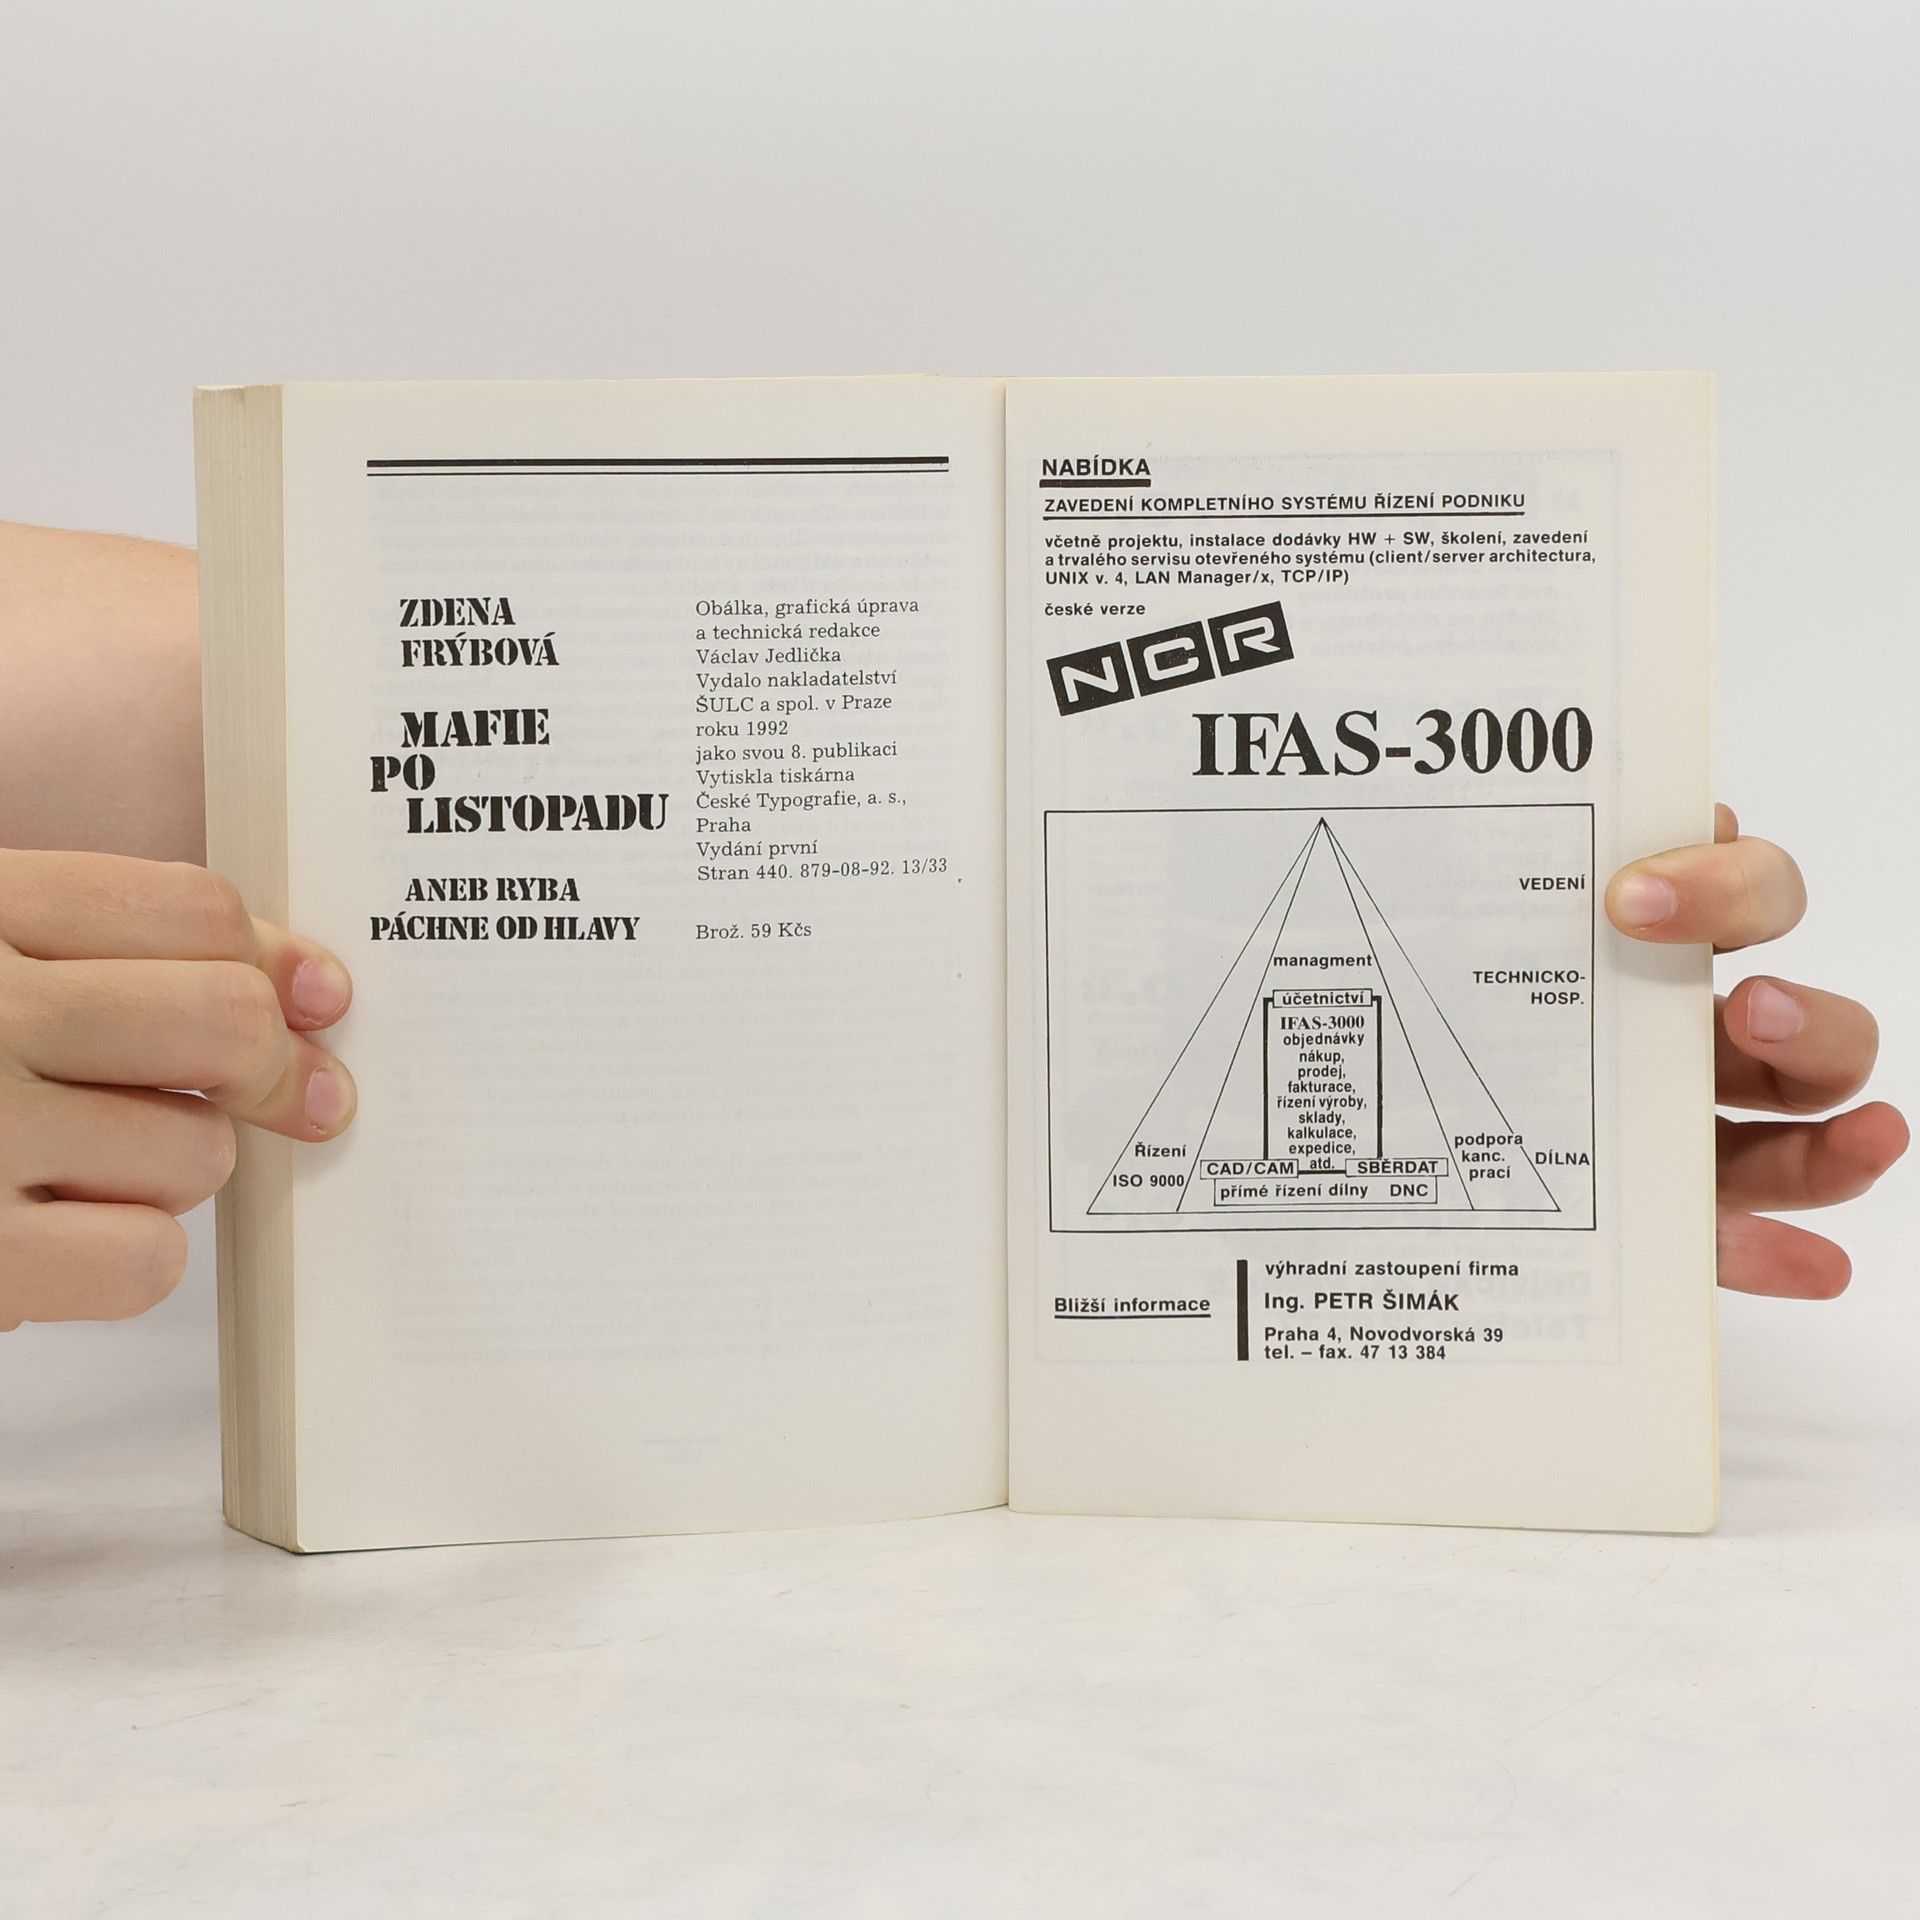 ZDENA
FRÝBOVÁ
MAFIE
PO
LISTOPADU
ANEB RYBA
PÁCHNE OD HLAVY
Obálka, grafická úprava
a technická redakce
Václav Jedlička
Vydalo nakladatelství
ŠULC a spol. v Praze
roku 1992
jako svou 8. publikaci
Vytiskla tiskárna
České Typografie, a. s.,
Praha
Vydání první
Stran 440. 879-08-92. 13/33
Brož. 59 Kčs
NABÍDKA
ZAVEDENÍ KOMPLETNÍHO SYSTÉMU ŘÍZENÍ PODNIKU
včetně projektu, instalace dodávky HW + SW, školení, zavedení
a trvalého servisu otevřeného systému (client/server architectura,
UNIX v. 4, LAN Manager/x, TCP/IP)
české verze
NCR
IFAS-3000
VEDENÍ
managment
TECHNICKO-
HOSP.
účetnictví
IFAS-3000
objednávky
nákup,
prodej,
fakturace,
řízení výroby,
sklady,
kalkulace,
expedice,
atd.
Řízení
ISO 9000
CAD/CAM
SBĚRDAT
přímé řízení dílny DNC
podpora
kanc.
prací
DÍLNA
Bližší informace
výhradní zastoupení firma
Ing. PETR ŠIMÁK
Praha 4, Novodvorská 39
tel. – fax. 47 13 384